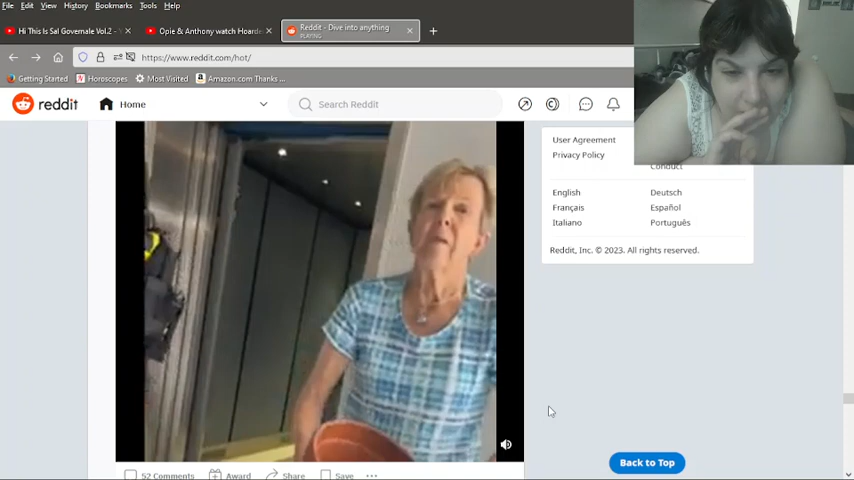 File Edit View History Bookmarks Tools Help
Hi This Is Sal Governale Vol.2 -
Opie & Anthony watch Hoarde
Reddit - Dive into anything
PLAYING
https://www.reddit.com/hot/
Getting Started Horoscopes Most Visited Amazon.com Thanks ...
reddit Home Search Reddit
User Agreement
Privacy Policy
Conduct
English Deutsch
Français Español
Italiano Português
Reddit, Inc. © 2023. All rights reserved.
Back to Top
52 Comments Award Share Save